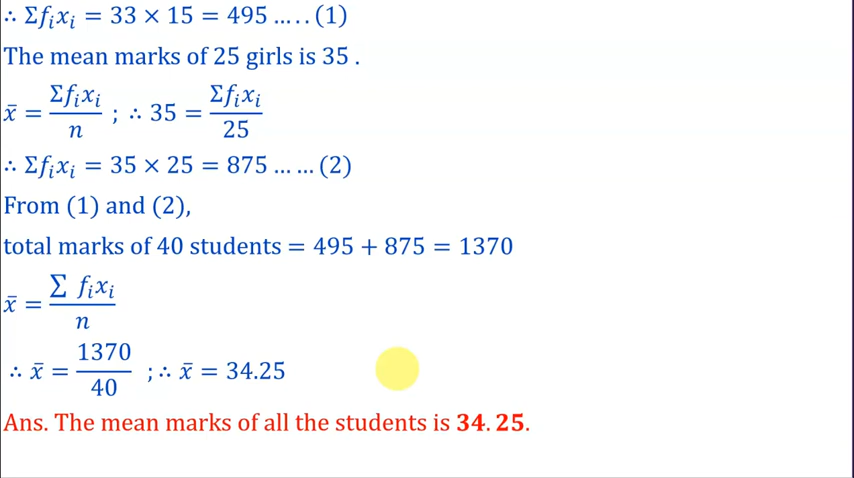 ∴ Σfᵢxᵢ = 33 × 15 = 495 ..... (1)
The mean marks of 25 girls is 35 .
x̄ = Σfᵢxᵢ / n ; ∴ 35 = Σfᵢxᵢ / 25
∴ Σfᵢxᵢ = 35 × 25 = 875 ...... (2)
From (1) and (2),
total marks of 40 students = 495 + 875 = 1370
x̄ = Σ fᵢxᵢ / n
∴ x̄ = 1370 / 40 ; ∴ x̄ = 34.25
Ans. The mean marks of all the students is 34.25.